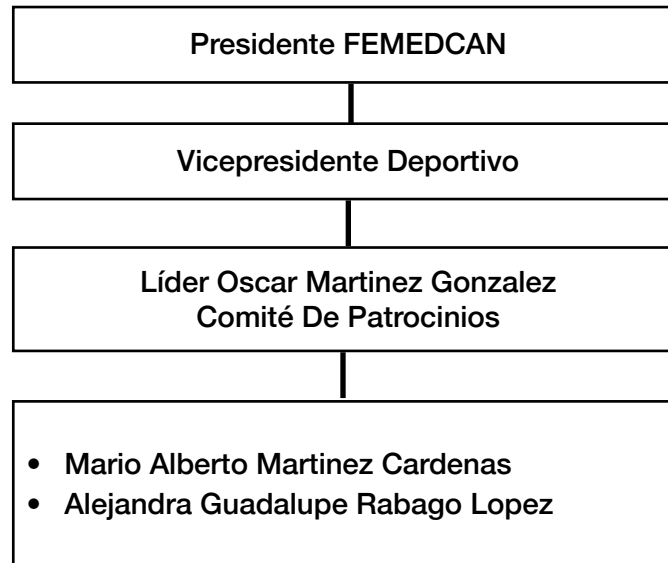 Presidente FEMEDCAN
Vicepresidente Deportivo
Líder Oscar Martinez Gonzalez
Comité De Patrocinios
• Mario Alberto Martinez Cardenas
• Alejandra Guadalupe Rabago Lopez